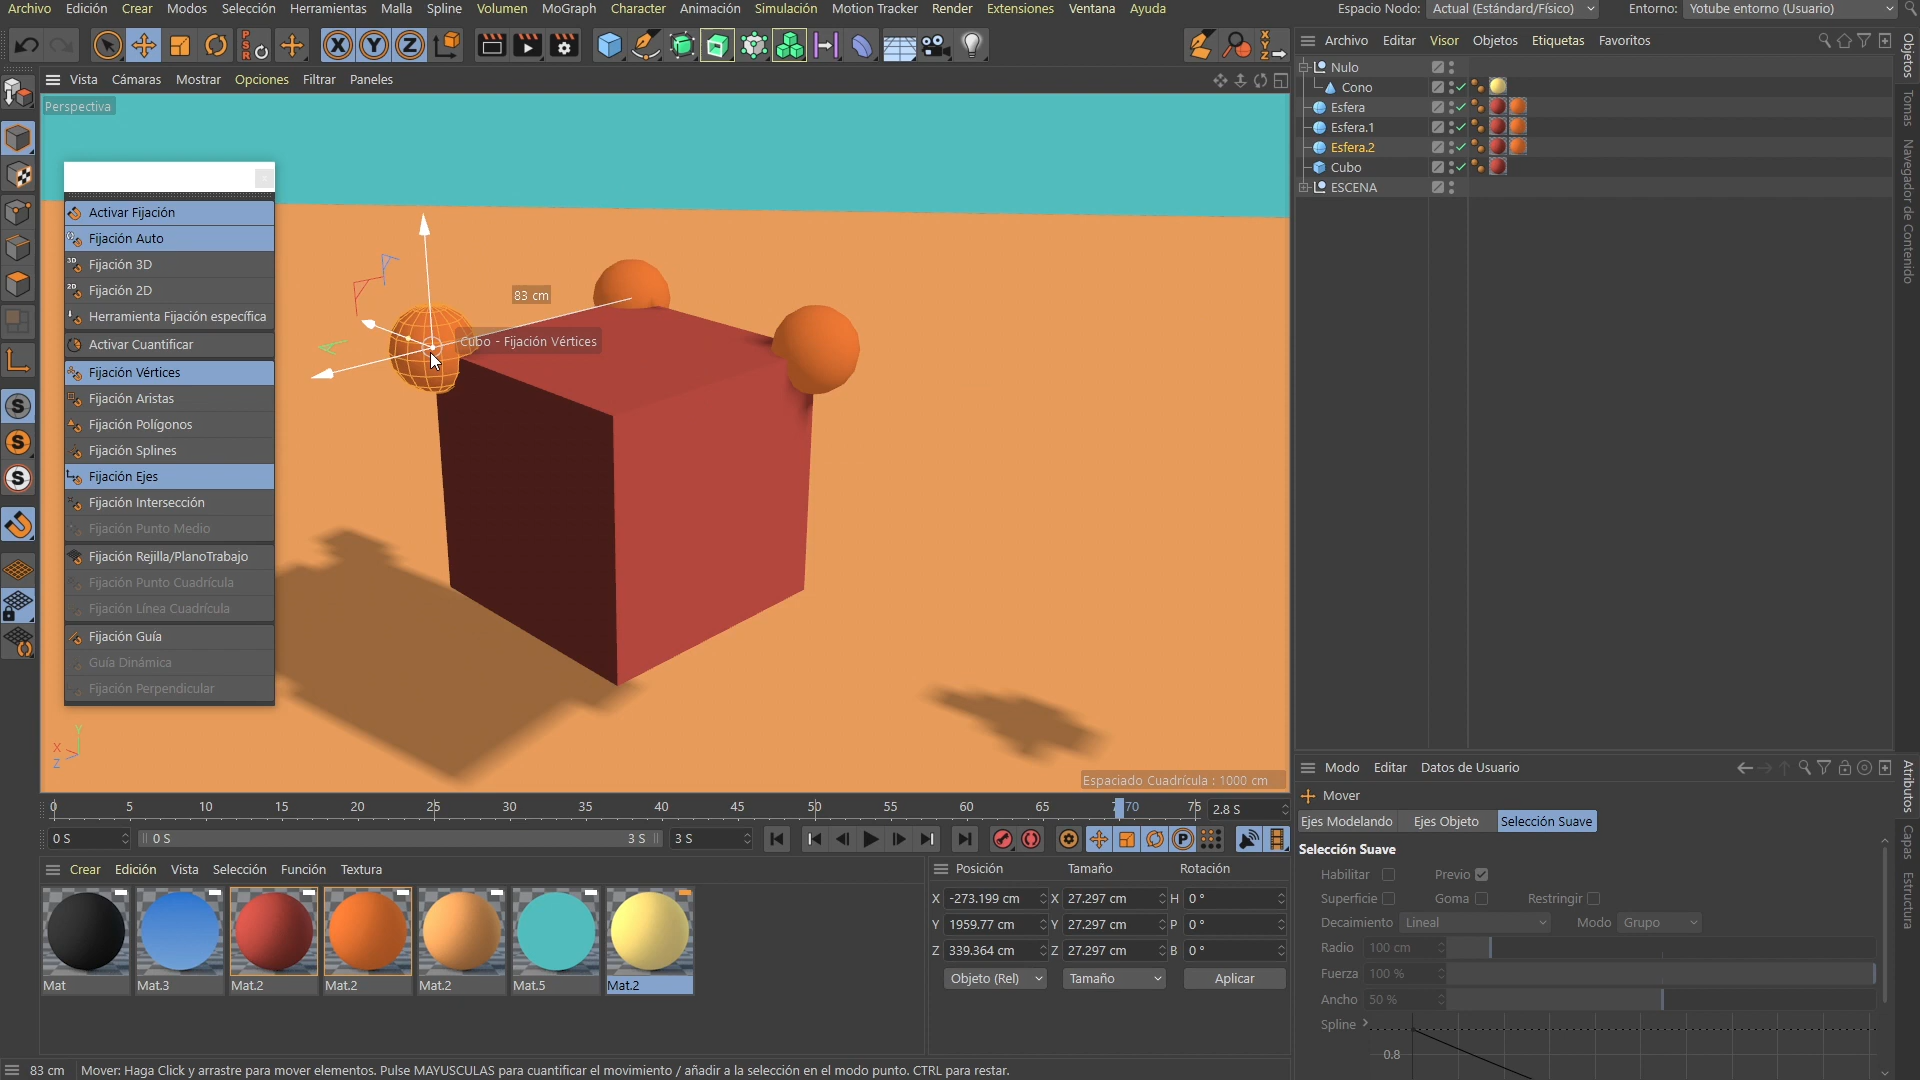 Archivo Edición Crear Modos Selección Herramientas Malla Spline Volumen MoGraph Character Animación Simulación Motion Tracker Render Extensiones Ventana Ayuda Espacio Nodo: Actual (Estándar/Físico) Entorno: Yotube entorno (Usuario)
PSR
X Y Z
Archivo Editar Visor Objetos Etiquetas Favoritos
Vista Cámaras Mostrar Opciones Filtrar Paneles
Perspectiva
Nulo
Cono
Esfera
Esfera.1
Esfera.2
Cubo
ESCENA
Objetos
Tomas
Navegador de Contenido
Activar Fijación
Fijación Auto
3D Fijación 3D
2D Fijación 2D
Herramienta Fijación específica
Activar Cuantificar
Fijación Vértices
Fijación Aristas
Fijación Polígonos
Fijación Splines
Fijación Ejes
Fijación Intersección
Fijación Punto Medio
Fijación Rejilla/PlanoTrabajo
Fijación Punto Cuadrícula
Fijación Línea Cuadrícula
Fijación Guía
Guía Dinámica
Fijación Perpendicular
S
S
S
83 cm
Cubo - Fijación Vértices
Y
X
Z
Espaciado Cuadrícula : 1000 cm
0 5 10 15 20 25 30 35 40 45 50 55 60 65 70 75 2.8 S
0 S 0 S 3 S 3 S P
Crear Edición Vista Selección Función Textura
Mat Mat.3 Mat.2 Mat.2 Mat.2 Mat.5 Mat.2
Posición Tamaño Rotación
X -273.199 cm X 27.297 cm H 0 °
Y 1959.77 cm Y 27.297 cm P 0 °
Z 339.364 cm Z 27.297 cm B 0 °
Objeto (Rel) Tamaño Aplicar
Modo Editar Datos de Usuario
Mover
Ejes Modelando Ejes Objeto Selección Suave
Selección Suave
Habilitar Previo
Superficie Goma Restringir
Decaimiento Lineal Modo Grupo
Radio 100 cm
Fuerza 100 %
Ancho 50 %
Spline
0.8
Atributos
Capas
Estructura
83 cm Mover: Haga Click y arrastre para mover elementos. Pulse MAYUSCULAS para cuantificar el movimiento / añadir a la selección en el modo punto. CTRL para restar.